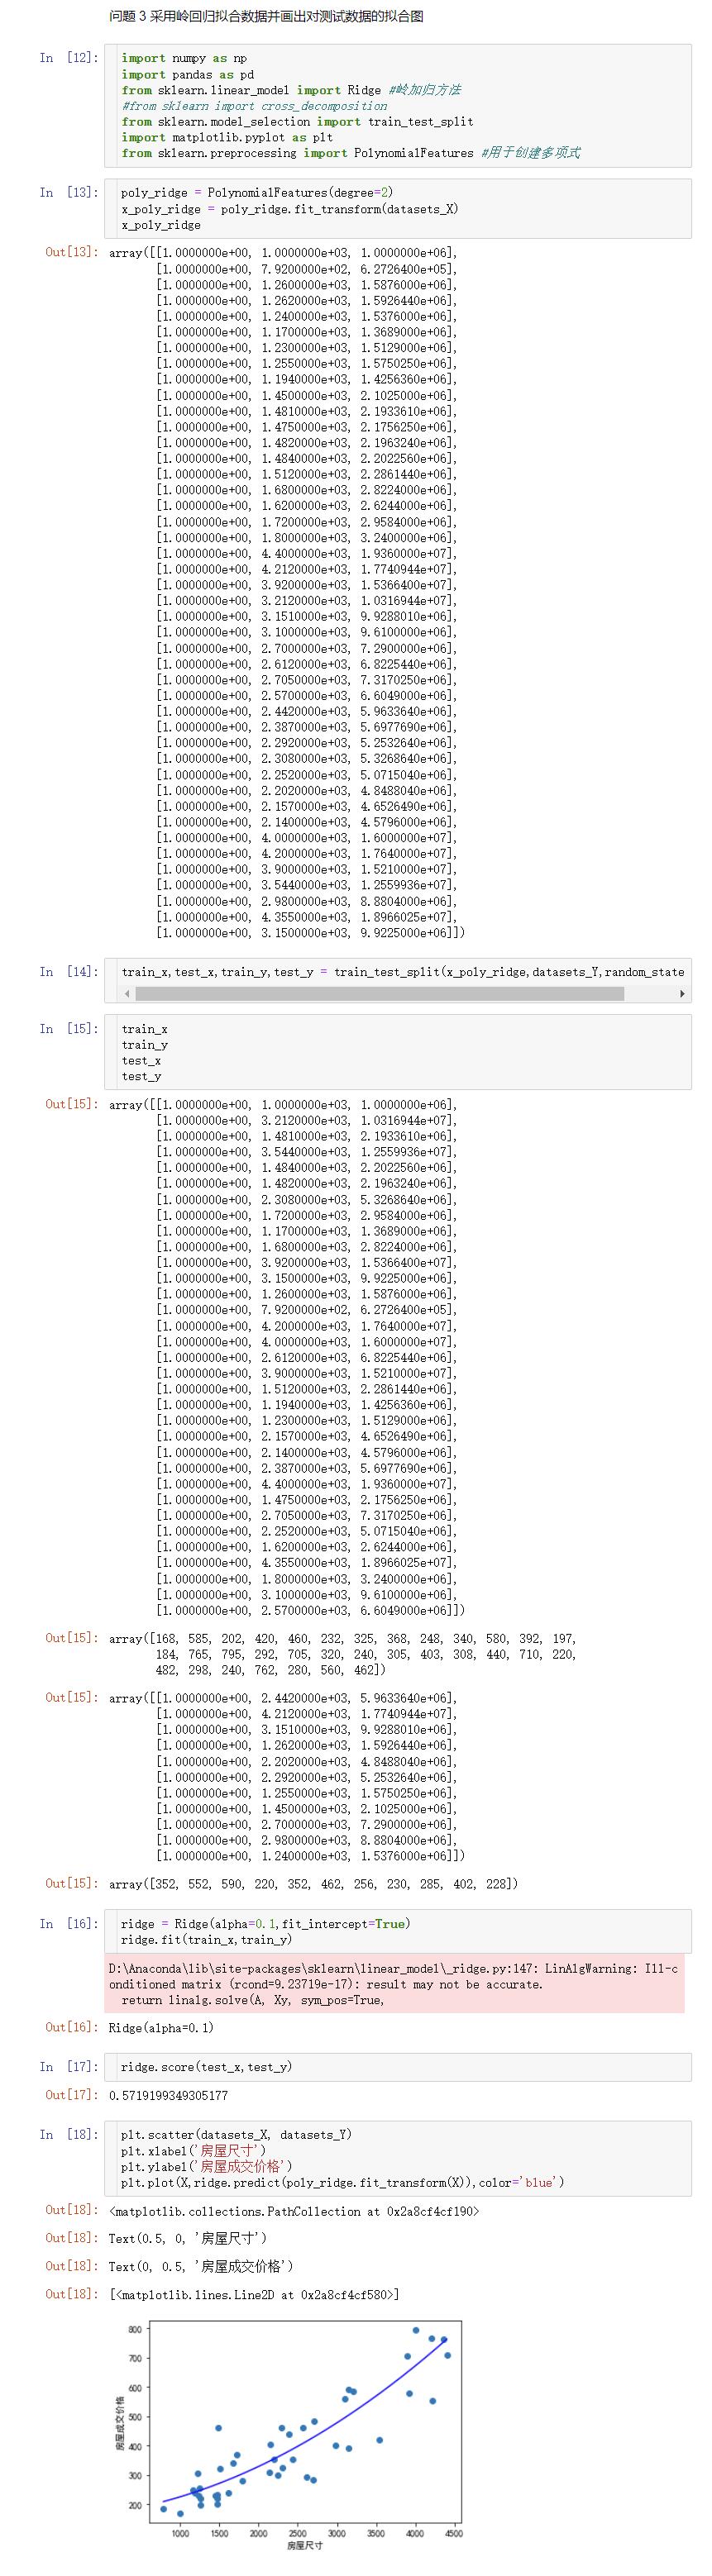 问题 3 采用岭回归拟合数据并画出对测试数据的拟合图
In [12]:
import numpy as np
import pandas as pd
from sklearn.linear_model import Ridge #岭加归方法
#from sklearn import cross_decomposition
from sklearn.model_selection import train_test_split
import matplotlib.pyplot as plt
from sklearn.preprocessing import PolynomialFeatures #用于创建多项式
In [13]:
poly_ridge = PolynomialFeatures(degree=2)
x_poly_ridge = poly_ridge.fit_transform(datasets_X)
x_poly_ridge
Out[13]:
array([[1.0000000e+00, 1.0000000e+03, 1.0000000e+06],
[1.0000000e+00, 7.9200000e+02, 6.2726400e+05],
[1.0000000e+00, 1.2600000e+03, 1.5876000e+06],
[1.0000000e+00, 1.2620000e+03, 1.5926440e+06],
[1.0000000e+00, 1.2400000e+03, 1.5376000e+06],
[1.0000000e+00, 1.1700000e+03, 1.3689000e+06],
[1.0000000e+00, 1.2300000e+03, 1.5129000e+06],
[1.0000000e+00, 1.2550000e+03, 1.5750250e+06],
[1.0000000e+00, 1.1940000e+03, 1.4256360e+06],
[1.0000000e+00, 1.4500000e+03, 2.1025000e+06],
[1.0000000e+00, 1.4810000e+03, 2.1933610e+06],
[1.0000000e+00, 1.4750000e+03, 2.1756250e+06],
[1.0000000e+00, 1.4820000e+03, 2.1963240e+06],
[1.0000000e+00, 1.4840000e+03, 2.2022560e+06],
[1.0000000e+00, 1.5120000e+03, 2.2861440e+06],
[1.0000000e+00, 1.6800000e+03, 2.8224000e+06],
[1.0000000e+00, 1.6200000e+03, 2.6244000e+06],
[1.0000000e+00, 1.7200000e+03, 2.9584000e+06],
[1.0000000e+00, 1.8000000e+03, 3.2400000e+06],
[1.0000000e+00, 4.4000000e+03, 1.9360000e+07],
[1.0000000e+00, 4.2120000e+03, 1.7740944e+07],
[1.0000000e+00, 3.9200000e+03, 1.5366400e+07],
[1.0000000e+00, 3.2120000e+03, 1.0316944e+07],
[1.0000000e+00, 3.1510000e+03, 9.9288010e+06],
[1.0000000e+00, 3.1000000e+03, 9.6100000e+06],
[1.0000000e+00, 2.7000000e+03, 7.2900000e+06],
[1.0000000e+00, 2.6120000e+03, 6.8225440e+06],
[1.0000000e+00, 2.7050000e+03, 7.3170250e+06],
[1.0000000e+00, 2.5700000e+03, 6.6049000e+06],
[1.0000000e+00, 2.4420000e+03, 5.9633640e+06],
[1.0000000e+00, 2.3870000e+03, 5.6977690e+06],
[1.0000000e+00, 2.2920000e+03, 5.2532640e+06],
[1.0000000e+00, 2.3080000e+03, 5.3268640e+06],
[1.0000000e+00, 2.2520000e+03, 5.0715040e+06],
[1.0000000e+00, 2.2020000e+03, 4.8488040e+06],
[1.0000000e+00, 2.1570000e+03, 4.6526490e+06],
[1.0000000e+00, 2.1400000e+03, 4.5796000e+06],
[1.0000000e+00, 4.0000000e+03, 1.6000000e+07],
[1.0000000e+00, 4.2000000e+03, 1.7640000e+07],
[1.0000000e+00, 3.9000000e+03, 1.5210000e+07],
[1.0000000e+00, 3.5440000e+03, 1.2559936e+07],
[1.0000000e+00, 2.9800000e+03, 8.8804000e+06],
[1.0000000e+00, 4.3550000e+03, 1.8966025e+07],
[1.0000000e+00, 3.1500000e+03, 9.9225000e+06]])
In [14]:
train_x,test_x,train_y,test_y = train_test_split(x_poly_ridge,datasets_Y,random_state
In [15]:
train_x
train_y
test_x
test_y
Out[15]:
array([[1.0000000e+00, 1.0000000e+03, 1.0000000e+06],
[1.0000000e+00, 3.2120000e+03, 1.0316944e+07],
[1.0000000e+00, 1.4810000e+03, 2.1933610e+06],
[1.0000000e+00, 3.5440000e+03, 1.2559936e+07],
[1.0000000e+00, 1.4840000e+03, 2.2022560e+06],
[1.0000000e+00, 1.4820000e+03, 2.1963240e+06],
[1.0000000e+00, 2.3080000e+03, 5.3268640e+06],
[1.0000000e+00, 1.7200000e+03, 2.9584000e+06],
[1.0000000e+00, 1.1700000e+03, 1.3689000e+06],
[1.0000000e+00, 1.6800000e+03, 2.8224000e+06],
[1.0000000e+00, 3.9200000e+03, 1.5366400e+07],
[1.0000000e+00, 3.1500000e+03, 9.9225000e+06],
[1.0000000e+00, 1.2600000e+03, 1.5876000e+06],
[1.0000000e+00, 7.9200000e+02, 6.2726400e+05],
[1.0000000e+00, 4.2000000e+03, 1.7640000e+07],
[1.0000000e+00, 4.0000000e+03, 1.6000000e+07],
[1.0000000e+00, 2.6120000e+03, 6.8225440e+06],
[1.0000000e+00, 3.9000000e+03, 1.5210000e+07],
[1.0000000e+00, 1.5120000e+03, 2.2861440e+06],
[1.0000000e+00, 1.1940000e+03, 1.4256360e+06],
[1.0000000e+00, 1.2300000e+03, 1.5129000e+06],
[1.0000000e+00, 2.1570000e+03, 4.6526490e+06],
[1.0000000e+00, 2.1400000e+03, 4.5796000e+06],
[1.0000000e+00, 2.3870000e+03, 5.6977690e+06],
[1.0000000e+00, 4.4000000e+03, 1.9360000e+07],
[1.0000000e+00, 1.4750000e+03, 2.1756250e+06],
[1.0000000e+00, 2.7050000e+03, 7.3170250e+06],
[1.0000000e+00, 2.2520000e+03, 5.0715040e+06],
[1.0000000e+00, 1.6200000e+03, 2.6244000e+06],
[1.0000000e+00, 4.3550000e+03, 1.8966025e+07],
[1.0000000e+00, 1.8000000e+03, 3.2400000e+06],
[1.0000000e+00, 3.1000000e+03, 9.6100000e+06],
[1.0000000e+00, 2.5700000e+03, 6.6049000e+06]])
Out[15]:
array([168, 585, 202, 420, 460, 232, 325, 368, 248, 340, 580, 392, 197,
184, 765, 795, 292, 705, 320, 240, 305, 403, 308, 440, 710, 220,
482, 298, 240, 762, 280, 560, 462])
Out[15]:
array([[1.0000000e+00, 2.4420000e+03, 5.9633640e+06],
[1.0000000e+00, 4.2120000e+03, 1.7740944e+07],
[1.0000000e+00, 3.1510000e+03, 9.9288010e+06],
[1.0000000e+00, 1.2620000e+03, 1.5926440e+06],
[1.0000000e+00, 2.2020000e+03, 4.8488040e+06],
[1.0000000e+00, 2.2920000e+03, 5.2532640e+06],
[1.0000000e+00, 1.2550000e+03, 1.5750250e+06],
[1.0000000e+00, 1.4500000e+03, 2.1025000e+06],
[1.0000000e+00, 2.7000000e+03, 7.2900000e+06],
[1.0000000e+00, 2.9800000e+03, 8.8804000e+06],
[1.0000000e+00, 1.2400000e+03, 1.5376000e+06]])
Out[15]:
array([352, 552, 590, 220, 352, 462, 256, 230, 285, 402, 228])
In [16]:
ridge = Ridge(alpha=0.1,fit_intercept=True)
ridge.fit(train_x,train_y)
D:\Anaconda\lib\site-packages\sklearn\linear_model\_ridge.py:147: LinAlgWarning: Ill-c
onditioned matrix (rcond=9.23719e-17): result may not be accurate.
return linalg.solve(A, Xy, sym_pos=True,
Out[16]:
Ridge(alpha=0.1)
In [17]:
ridge.score(test_x,test_y)
Out[17]:
0.5719199349305177
In [18]:
plt.scatter(datasets_X, datasets_Y)
plt.xlabel('房屋尺寸')
plt.ylabel('房屋成交价格')
plt.plot(X,ridge.predict(poly_ridge.fit_transform(X)),color='blue')
Out[18]:
<matplotlib.collections.PathCollection at 0x2a8cf4cf190>
Out[18]:
Text(0.5, 0, '房屋尺寸')
Out[18]:
Text(0, 0.5, '房屋成交价格')
Out[18]:
[<matplotlib.lines.Line2D at 0x2a8cf4cf580>]
800
700
600
500
400
300
200
房屋成交价格
1000 1500 2000 2500 3000 3500 4000 4500
房屋尺寸